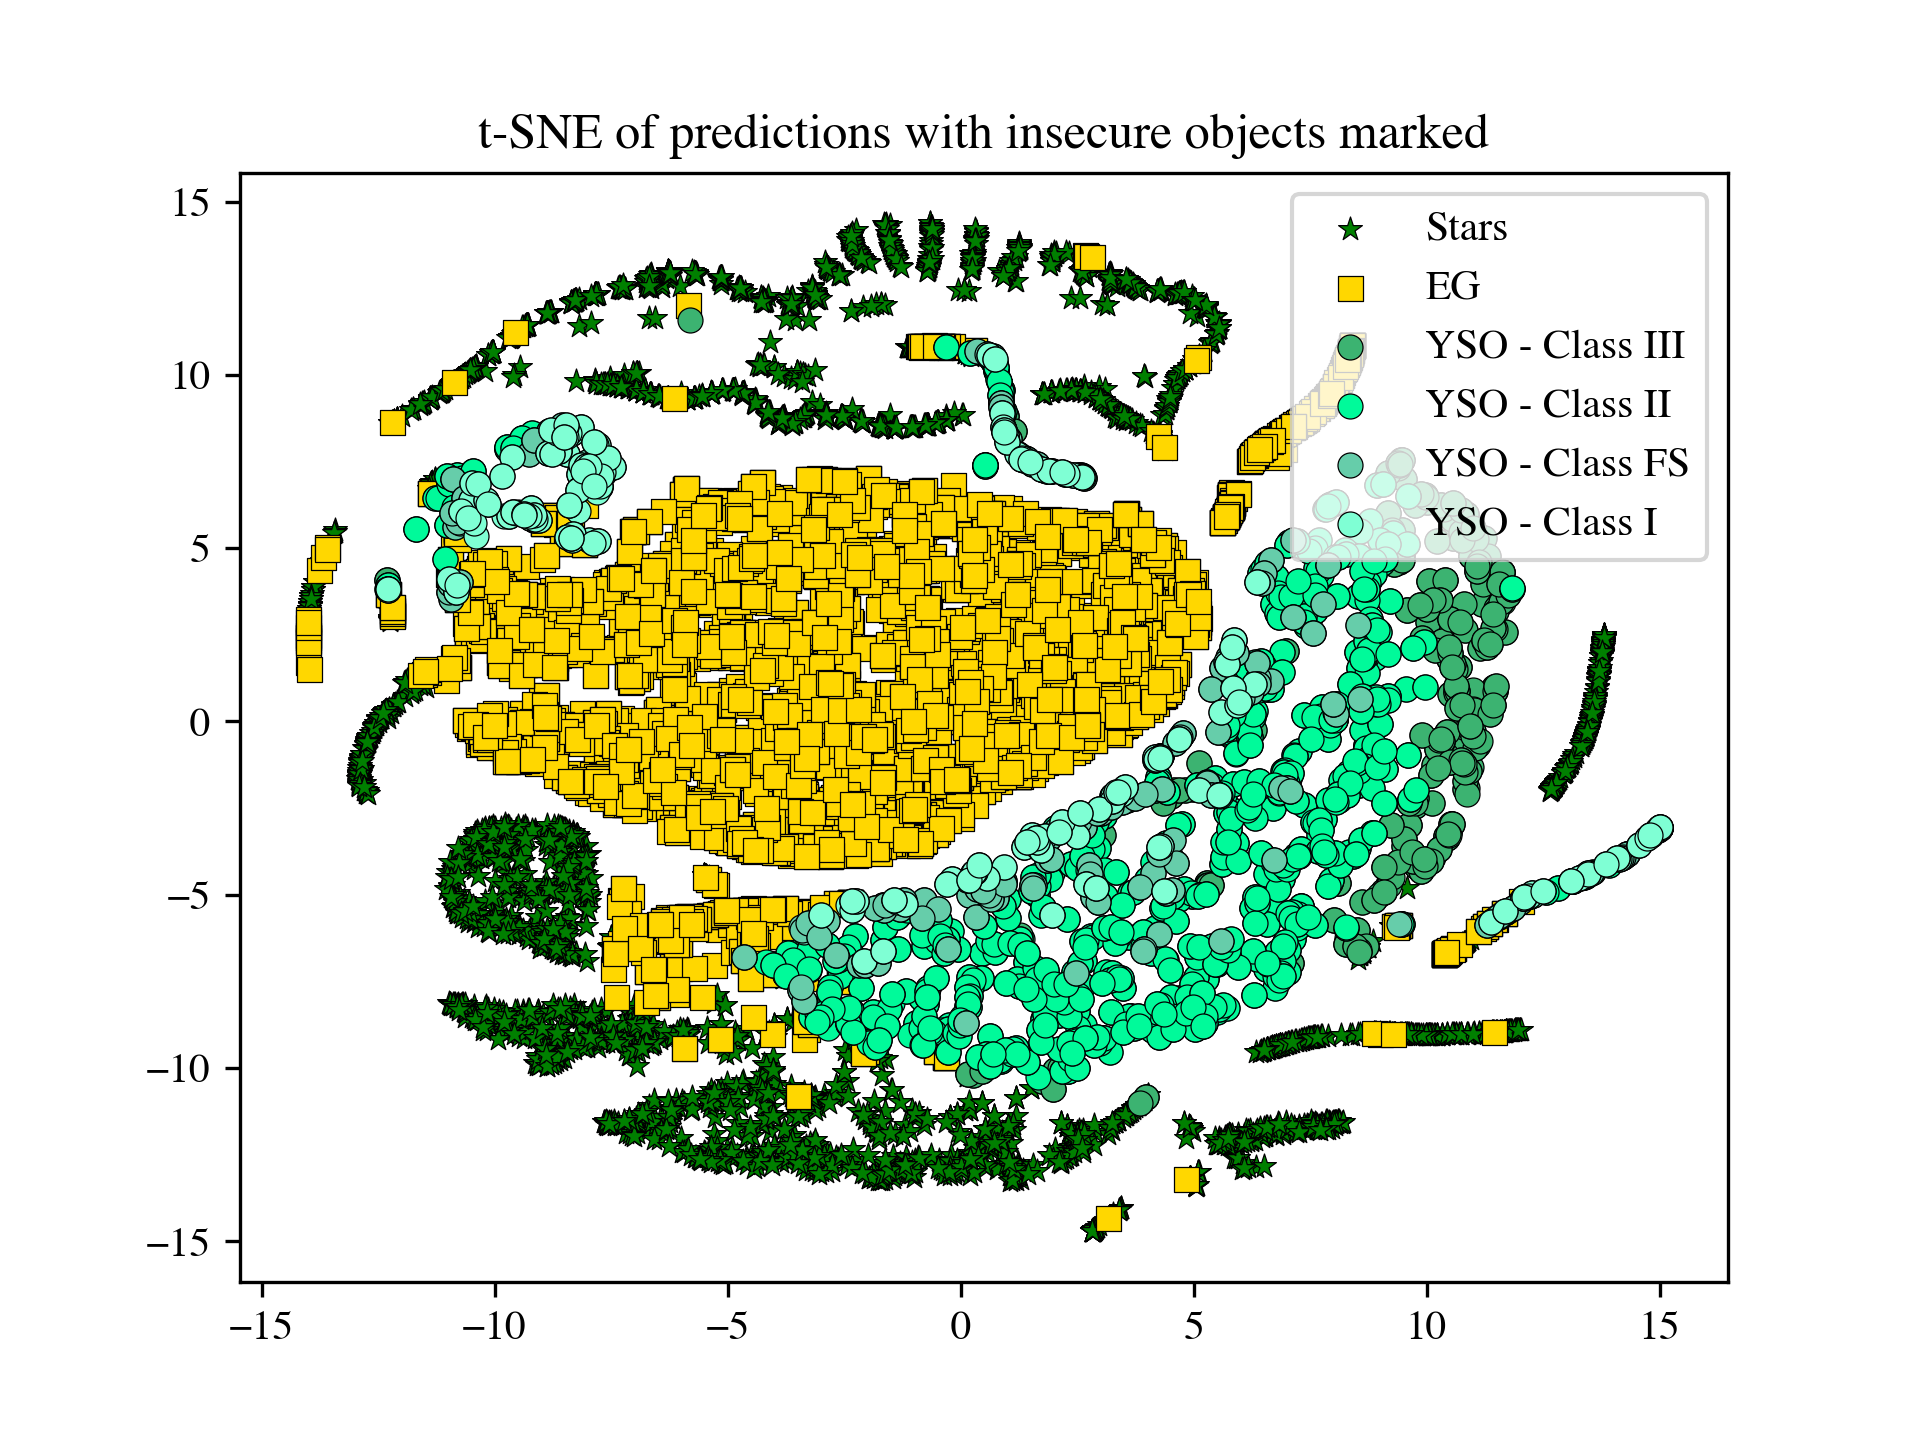 t-SNE of predictions with insecure objects marked
15
10
5
0
−5
−10
−15
−15
−10
−5
0
5
10
15
Stars
EG
YSO - Class III
YSO - Class II
YSO - Class FS
YSO - Class I